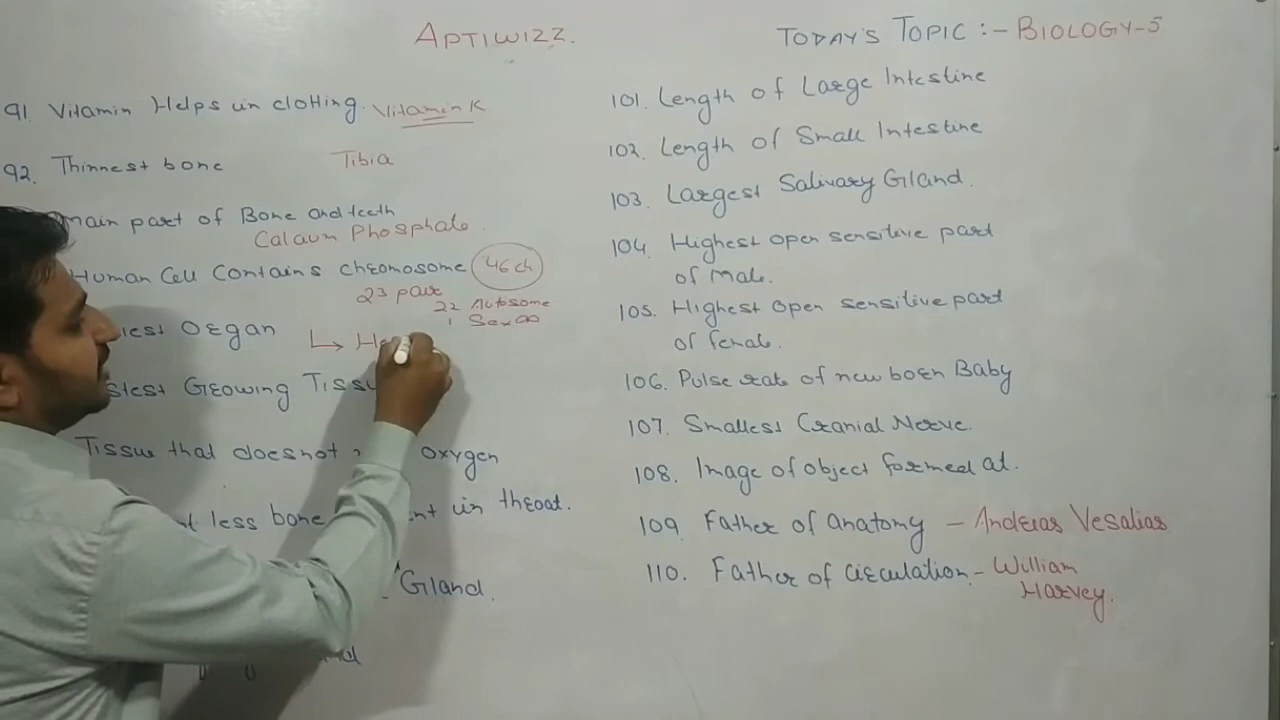 APTIWIZZ.
TODAY'S TOPIC :- BIOLOGY-5
91. Vitamin Helps in clotting. Vitamin K
92. Thinnest bone Tibia
main part of Bone and teeth
Calcium Phosphate.
Human Cell Contains chromosome 46 ch
23 pair
22 Autosome
1 Sex
Organ
Growing
Tissue that does not oxygen
less bone in throat.
Gland.
101. Length of Large Intestine
102. Length of Small Intestine
103. Largest Salivary Gland.
104. Highest open sensitive part
of male.
105. Highest open sensitive part
of female.
106. Pulse rate of new born Baby
107. Smallest Cranial Nerve.
108. Image of object formed at.
109. Father of anatomy - Anderas Vesalias
110. Father of circulation. - William
Harvey.